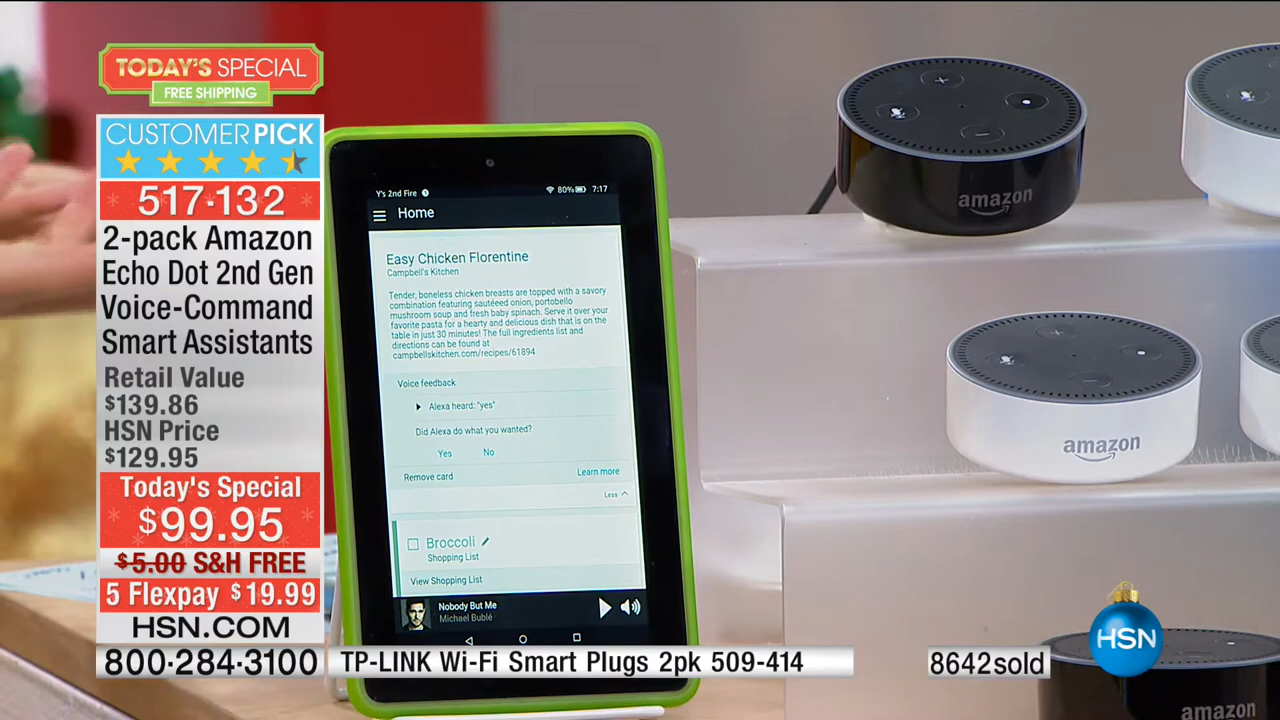 TODAY'S SPECIAL
FREE SHIPPING
CUSTOMER PICK
517·132
2-pack Amazon
Echo Dot 2nd Gen
Voice-Command
Smart Assistants
Retail Value
$139.86
HSN Price
$129.95
Today's Special
$99.95
$5.00 S&H FREE
5 Flexpay $19.99
HSN.COM
800·284·3100
TP-LINK Wi-Fi Smart Plugs 2pk 509-414
8642sold
HSN
Y's 2nd Fire
80% 7:17
Home
Easy Chicken Florentine
Campbell's Kitchen
Tender, boneless chicken breasts are topped with a savory
combination featuring sautéeed onion, portobello
mushroom soup and fresh baby spinach. Serve it over your
favorite pasta for a hearty and delicious dish that is on the
table in just 30 minutes! The full ingredients list and
directions can be found at
campbellskitchen.com/recipes/61894
Voice feedback
Alexa heard: "yes"
Did Alexa do what you wanted?
Yes No
Remove card Learn more
Less
Broccoli
Shopping List
View Shopping List
Nobody But Me
Michael Bublé
amazon
amazon
amazon